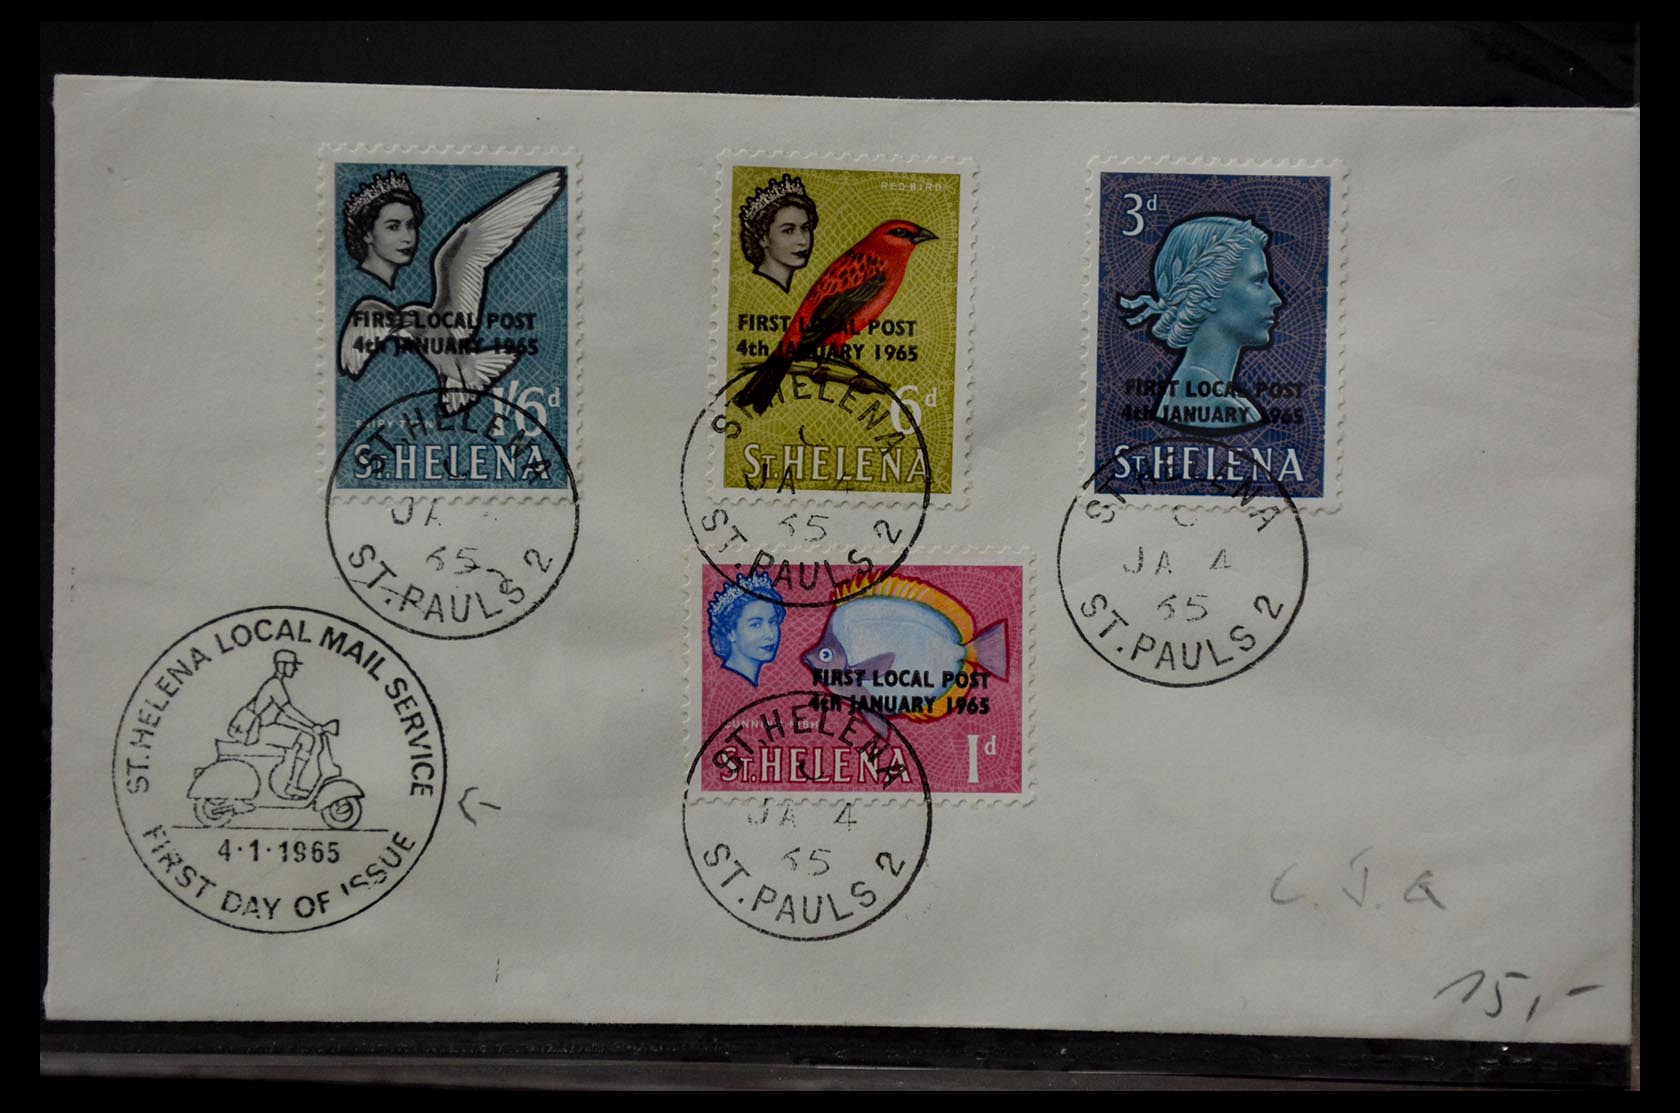 FIRST LOCAL POST
4th JANUARY 1965
1/6d
ST.HELENA
REDBIRD
FIRST LOCAL POST
4th JANUARY 1965
6d
ST.HELENA
3d
FIRST LOCAL POST
4th JANUARY 1965
ST.HELENA
ST.HELENA
JA
65
ST.PAULS 2
ST.HELENA
C
JA 4
65
ST.PAULS 2
ST.HELENA
C
JA 4
65
ST.PAULS 2
FIRST LOCAL POST
4th JANUARY 1965
CUNNING FISH
ST.HELENA 1d
ST.HELENA
C
JA 4
65
ST.PAULS 2
ST.HELENA LOCAL MAIL SERVICE
4·1·1965
FIRST DAY OF ISSUE
C. J. a
15,-